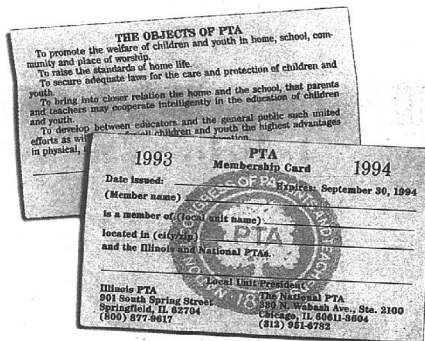 THE OBJECTS OF PTA
To promote the welfare of children and youth in home, school, com-
munity and place of worship.
To raise the standards of home life.
To secure adequate laws for the care and protection of children and
youth.
To bring into closer relation the home and the school, that parents
and teachers may cooperate intelligently in the education of children
and youth.
To develop between educators and the general public such united
efforts as will children and youth the highest advantages
in physical,
1993 PTA 1994
Membership Card
Date issued: Expires: September 30, 1994
(Member name)
is a member of (local unit name)
located in (city/zip)
and the Illinois and National PTAs.
Local Unit President
Illinois PTA
901 South Spring Street
Springfield, IL 62704
(800) 877-9617
The National PTA
330 N. Wabash Ave., Ste. 2100
Chicago, IL 60611-3604
(312) 951-6782
PTA